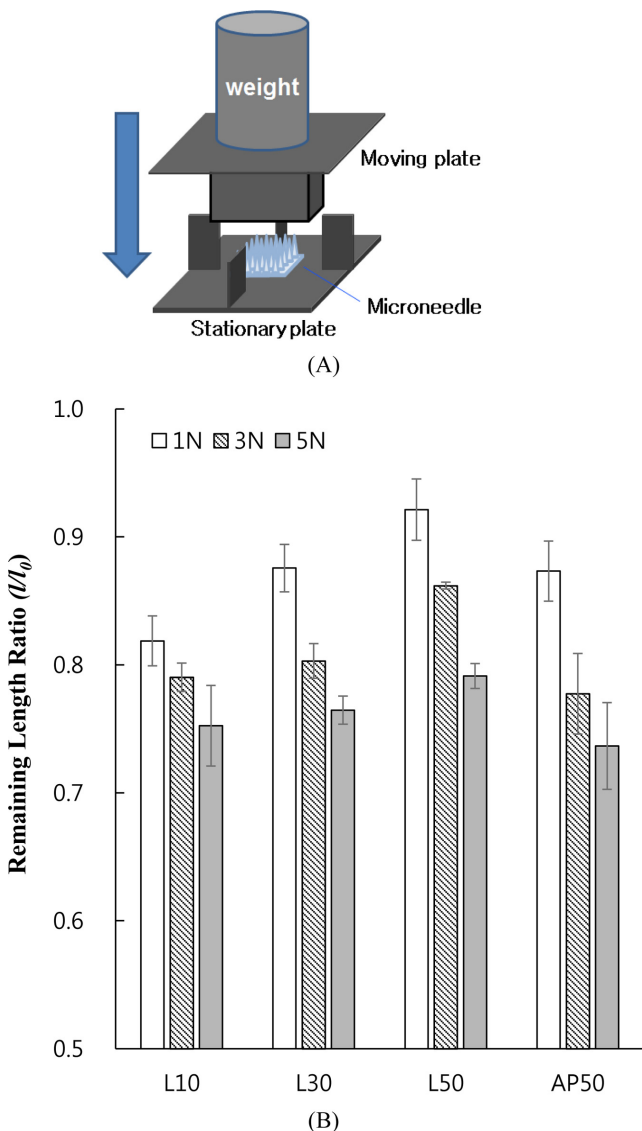 weight
Moving plate
Microneedle
Stationary plate
(A)
Remaining Length Ratio (l/l0)
1.0
0.9
0.8
0.7
0.6
0.5
1N 3N 5N
L10 L30 L50 AP50
(B)